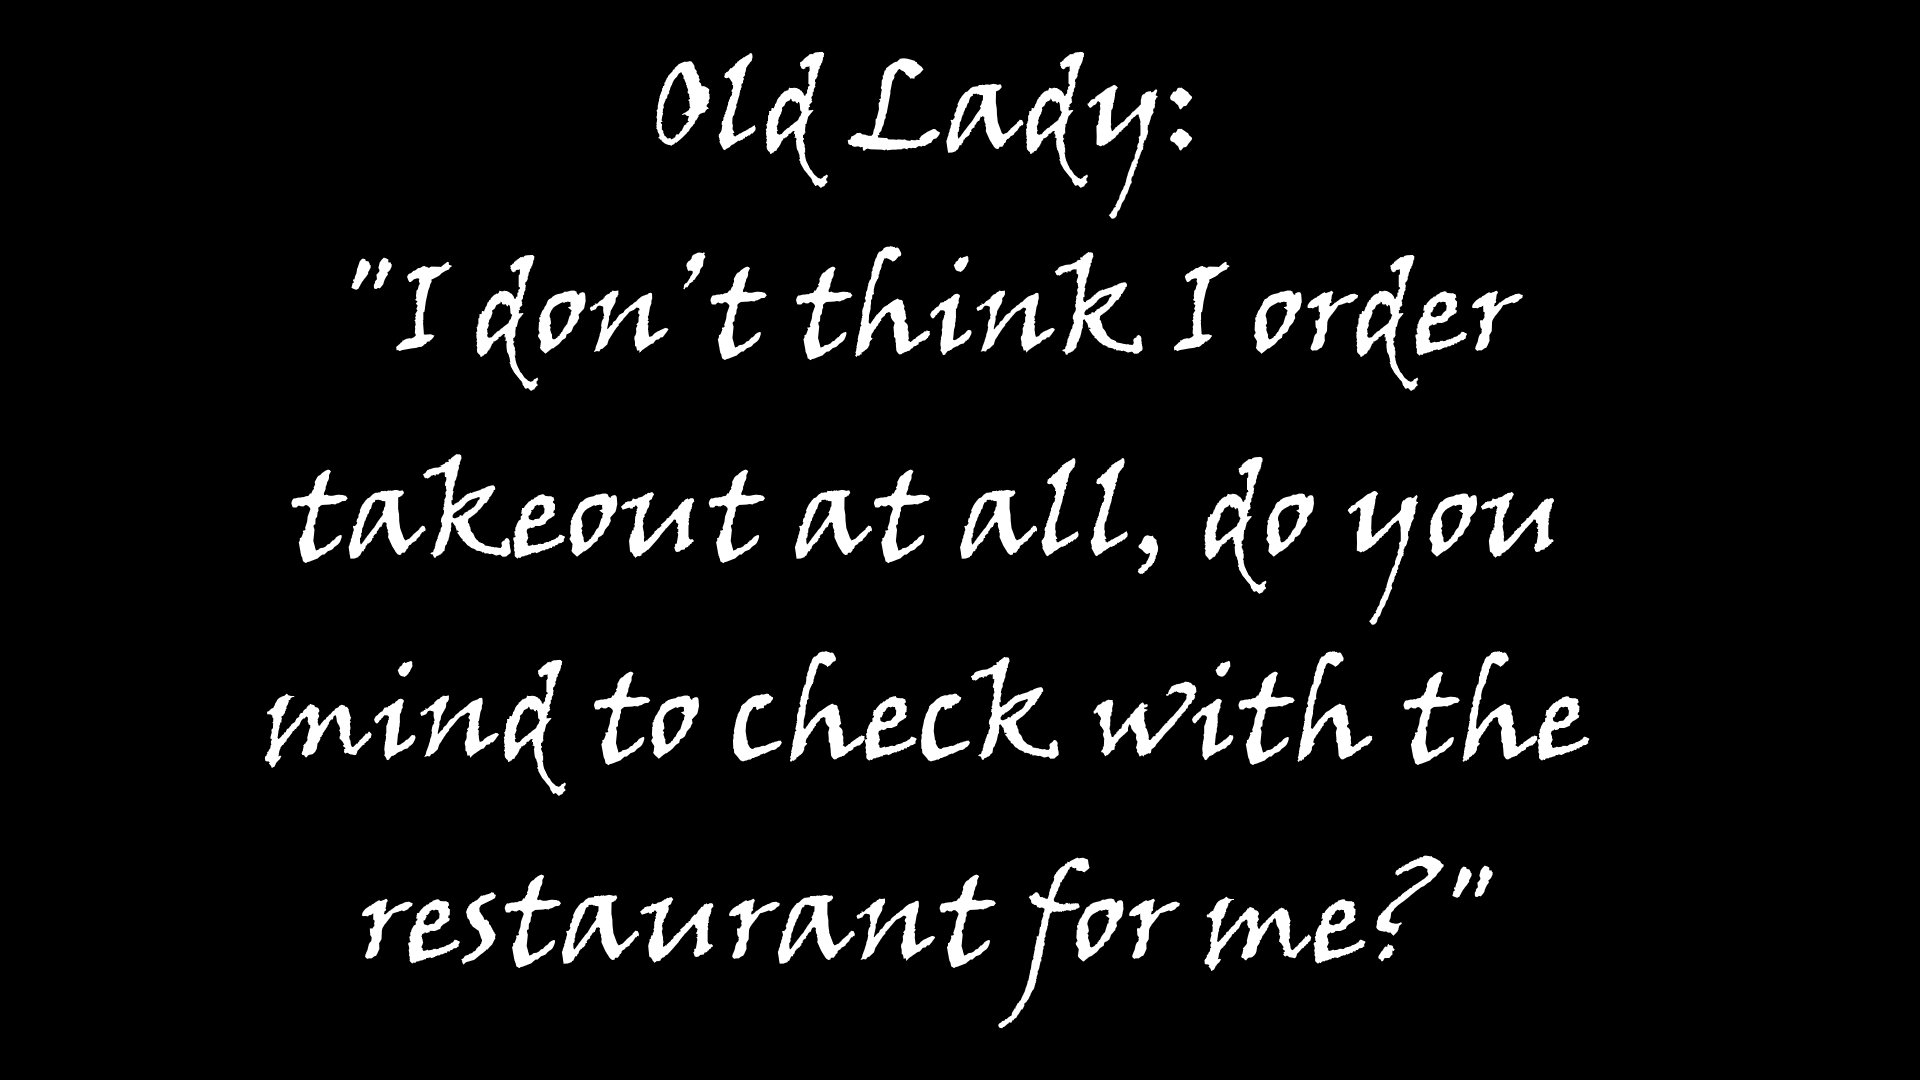 Old Lady:
"I don’t think I order
takeout at all, do you
mind to check with the
restaurant for me?"